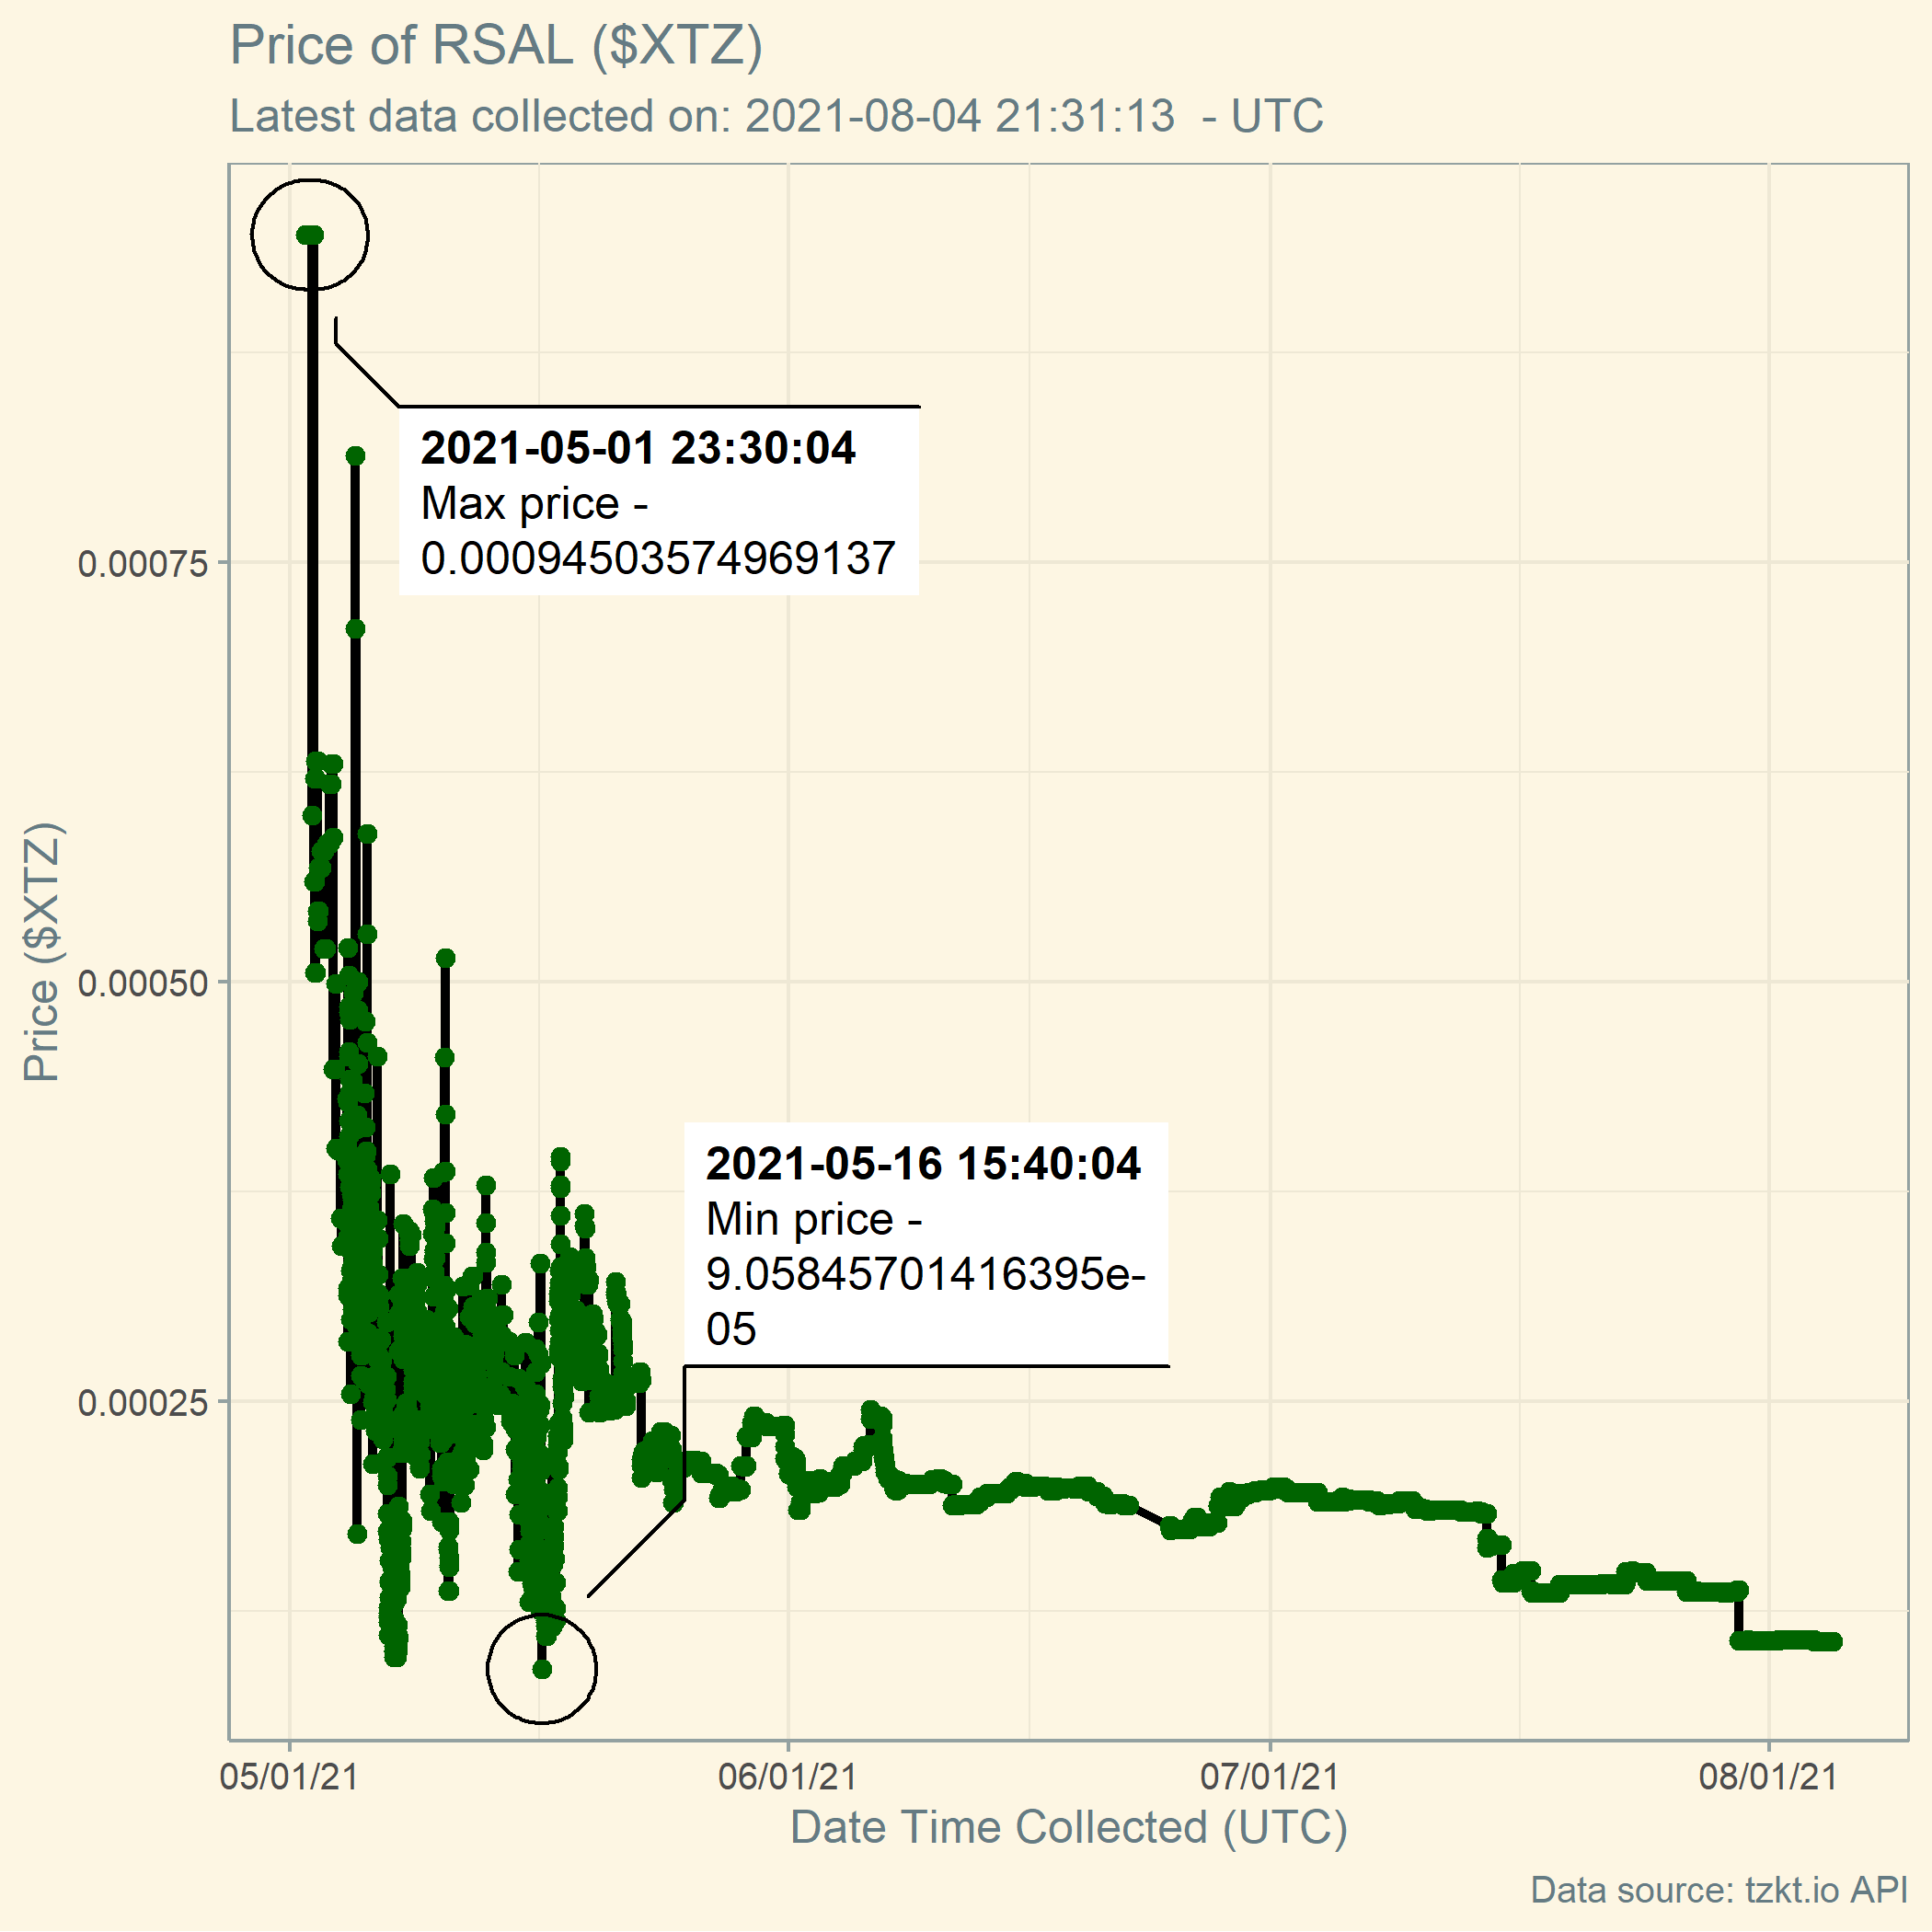 Price of RSAL ($XTZ)
Latest data collected on: 2021-08-04 21:31:13  - UTC
2021-05-01 23:30:04
Max price -
0.00094503574969137
0.00075
Price ($XTZ)
0.00050
2021-05-16 15:40:04
Min price -
9.05845701416395e-
05
0.00025
05/01/21
06/01/21
07/01/21
08/01/21
Date Time Collected (UTC)
Data source: tzkt.io API